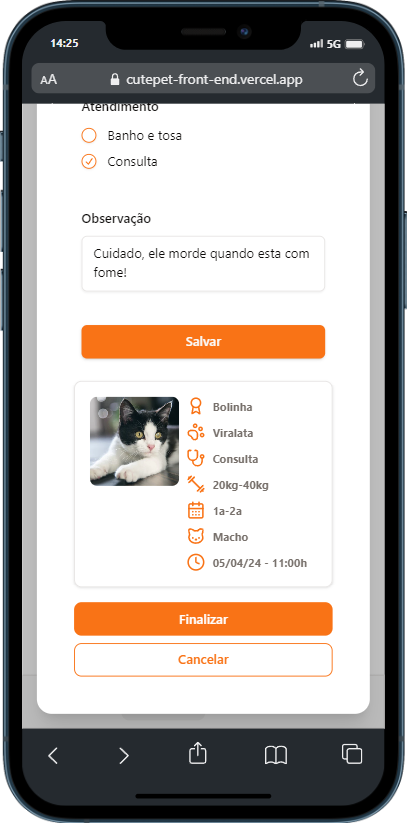 14:25
5G
AA
cutepet-front-end.vercel.app
Atendimento
Banho e tosa
Consulta
Observação
Cuidado, ele morde quando esta com
fome!
Salvar
Bolinha
Viralata
Consulta
20kg-40kg
1a-2a
Macho
05/04/24 - 11:00h
Finalizar
Cancelar